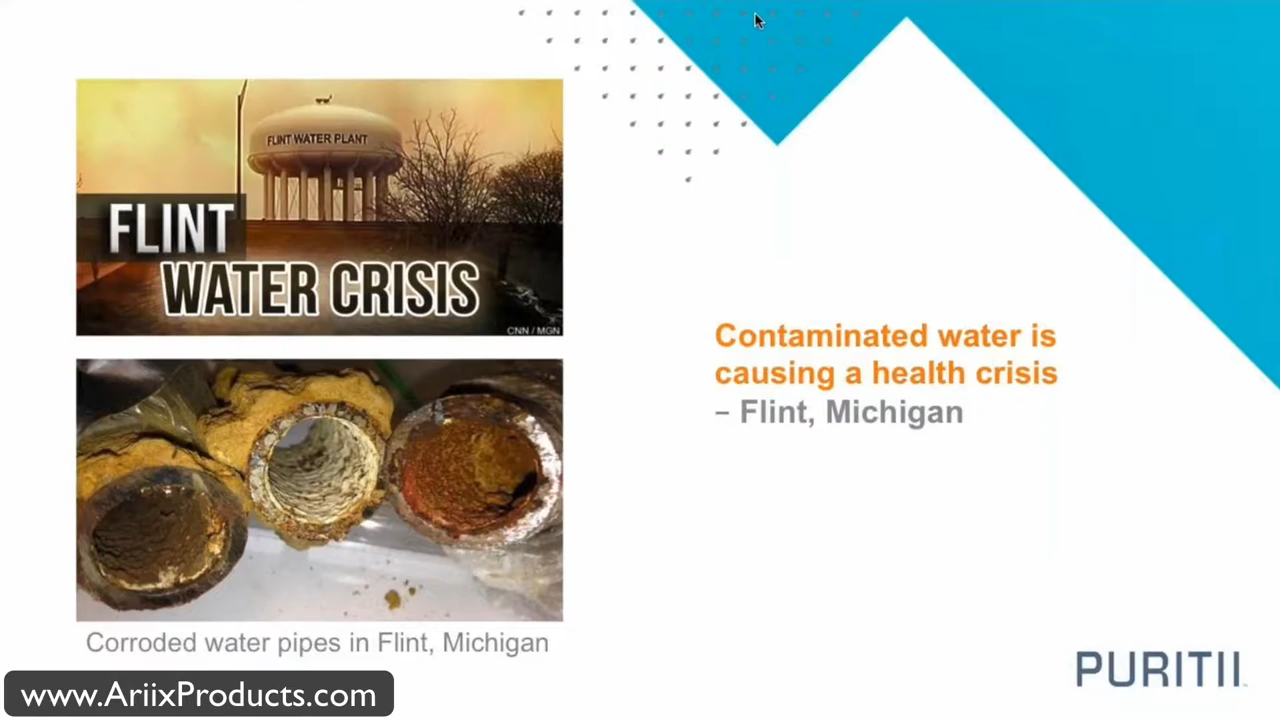 FLINT WATER PLANT
FLINT
WATER CRISIS
CNN / MGN
Corroded water pipes in Flint, Michigan
www.AriixProducts.com
Contaminated water is
causing a health crisis
– Flint, Michigan
PURITII